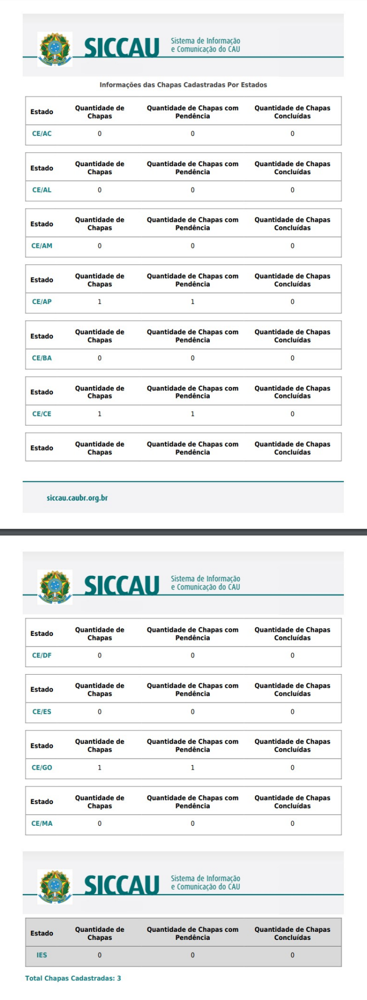 SICCAU Sistema de Informação
e Comunicação do CAU
Informações das Chapas Cadastradas Por Estados
Estado Quantidade de Chapas Quantidade de Chapas com Pendência Quantidade de Chapas Concluídas
CE/AC 0 0 0
Estado Quantidade de Chapas Quantidade de Chapas com Pendência Quantidade de Chapas Concluídas
CE/AL 0 0 0
Estado Quantidade de Chapas Quantidade de Chapas com Pendência Quantidade de Chapas Concluídas
CE/AM 0 0 0
Estado Quantidade de Chapas Quantidade de Chapas com Pendência Quantidade de Chapas Concluídas
CE/AP 1 1 0
Estado Quantidade de Chapas Quantidade de Chapas com Pendência Quantidade de Chapas Concluídas
CE/BA 0 0 0
Estado Quantidade de Chapas Quantidade de Chapas com Pendência Quantidade de Chapas Concluídas
CE/CE 1 1 0
Estado Quantidade de Chapas Quantidade de Chapas com Pendência Quantidade de Chapas Concluídas
siccau.caubr.org.br
SICCAU Sistema de Informação
e Comunicação do CAU
Estado Quantidade de Chapas Quantidade de Chapas com Pendência Quantidade de Chapas Concluídas
CE/DF 0 0 0
Estado Quantidade de Chapas Quantidade de Chapas com Pendência Quantidade de Chapas Concluídas
CE/ES 0 0 0
Estado Quantidade de Chapas Quantidade de Chapas com Pendência Quantidade de Chapas Concluídas
CE/GO 1 1 0
Estado Quantidade de Chapas Quantidade de Chapas com Pendência Quantidade de Chapas Concluídas
CE/MA 0 0 0
SICCAU Sistema de Informação
e Comunicação do CAU
Estado Quantidade de Chapas Quantidade de Chapas com Pendência Quantidade de Chapas Concluídas
IES 0 0 0
Total Chapas Cadastradas: 3